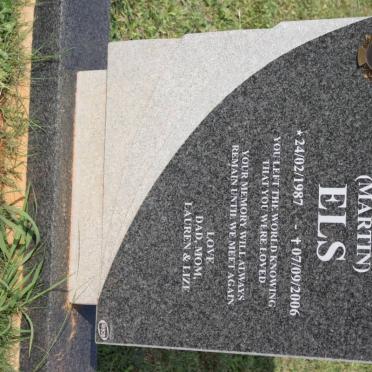 (MARTIN)
ELS
* 24/02/1987 - † 07/09/2006
YOU LEFT THE WORLD KNOWING
THAT YOU WERE LOVED
YOUR MEMORY WILL ALWAYS
REMAIN UNTIL WE MEET AGAIN
LOVE
DAD, MOM,
LAUREN & LIZE